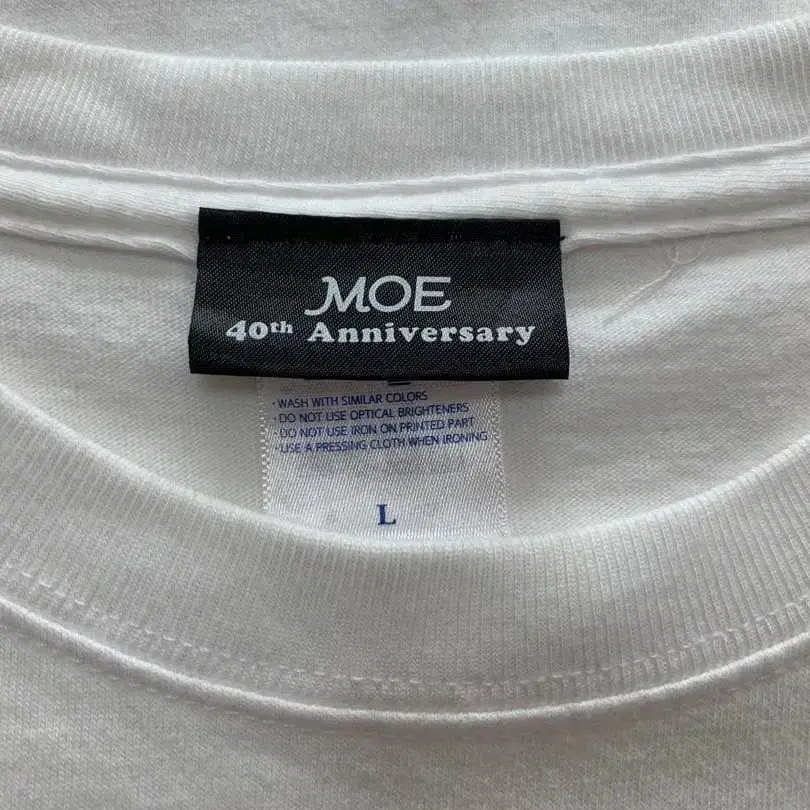 MOE
40th Anniversary
· WASH WITH SIMILAR COLORS
· DO NOT USE OPTICAL BRIGHTENERS
· DO NOT USE IRON ON PRINTED PART
· USE A PRESSING CLOTH WHEN IRONING
L